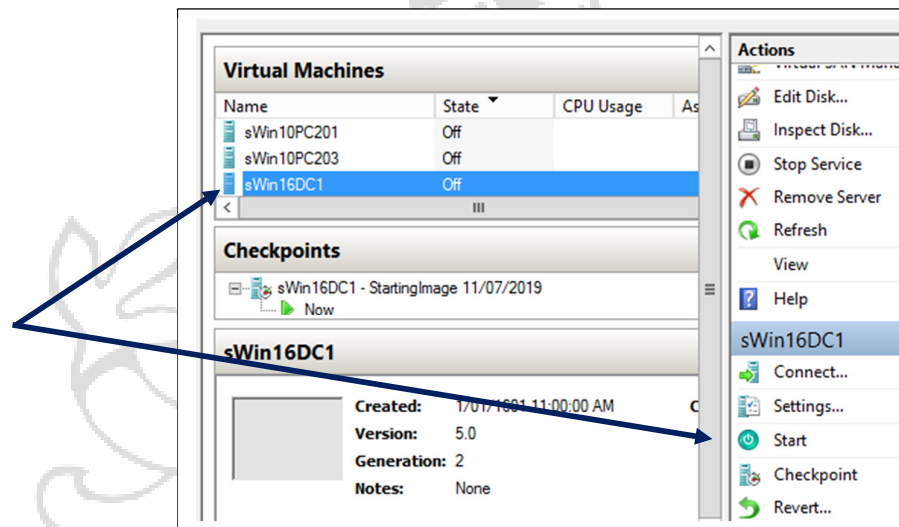 Virtual Machines
Name State CPU Usage As
sWin10PC201 Off
sWin10PC203 Off
sWin16DC1 Off
Checkpoints
sWin16DC1 - StartingImage 11/07/2019
Now
sWin16DC1
Created: 1/01/1601 11:00:00 AM C
Version: 5.0
Generation: 2
Notes: None
Actions
Edit Disk...
Inspect Disk...
Stop Service
Remove Server
Refresh
View
Help
sWin16DC1
Connect...
Settings...
Start
Checkpoint
Revert...